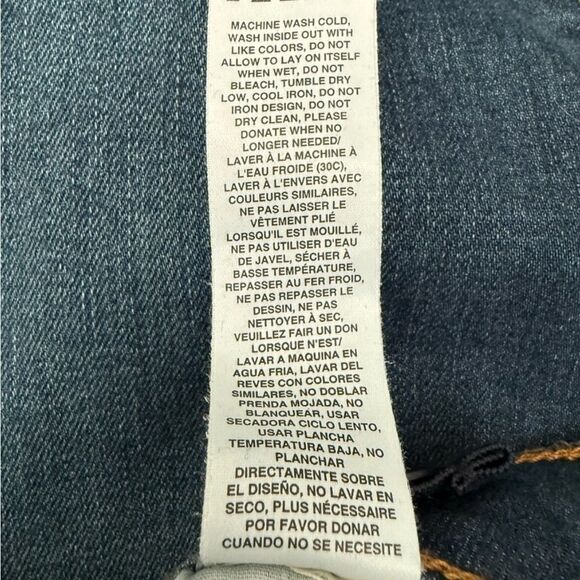 MACHINE WASH COLD,
WASH INSIDE OUT WITH
LIKE COLORS, DO NOT
ALLOW TO LAY ON ITSELF
WHEN WET, DO NOT
BLEACH, TUMBLE DRY
LOW, COOL IRON, DO NOT
IRON DESIGN, DO NOT
DRY CLEAN, PLEASE
DONATE WHEN NO
LONGER NEEDED/
LAVER À LA MACHINE À
L'EAU FROIDE (30C),
LAVER À L'ENVERS AVEC
COULEURS SIMILAIRES,
NE PAS LAISSER LE
VÊTEMENT PLIÉ
LORSQU'IL EST MOUILLÉ,
NE PAS UTILISER D'EAU
DE JAVEL, SÉCHER À
BASSE TEMPÉRATURE,
REPASSER AU FER FROID,
NE PAS REPASSER LE
DESSIN, NE PAS
NETTOYER À SEC,
VEUILLEZ FAIR UN DON
LORSQUE N'EST/
LAVAR A MAQUINA EN
AGUA FRIA, LAVAR DEL
REVES CON COLORES
SIMILARES, NO DOBLAR
PRENDA MOJADA, NO
BLANQUEAR, USAR
SECADORA CICLO LENTO,
USAR PLANCHA
TEMPERATURA BAJA, NO
PLANCHAR
DIRECTAMENTE SOBRE
EL DISEÑO, NO LAVAR EN
SECO, PLUS NÉCESSAIRE
POR FAVOR DONAR
CUANDO NO SE NECESITE